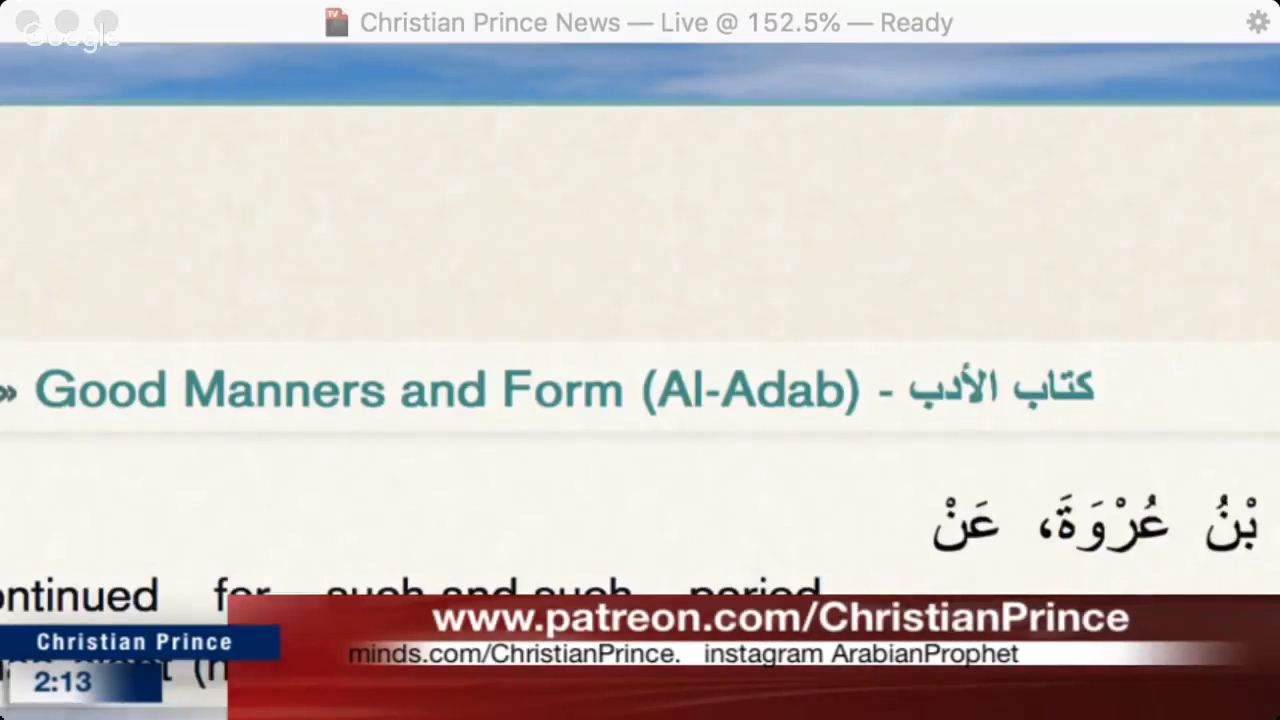 Christian Prince News — Live @ 152.5% — Ready
Google
» Good Manners and Form (Al-Adab) - كتاب الأدب
بْنُ عُرْوَةَ، عَنْ
ontinued for such and such period
www.patreon.com/ChristianPrince
Christian Prince
minds.com/ChristianPrince. instagram ArabianProphet
2:13